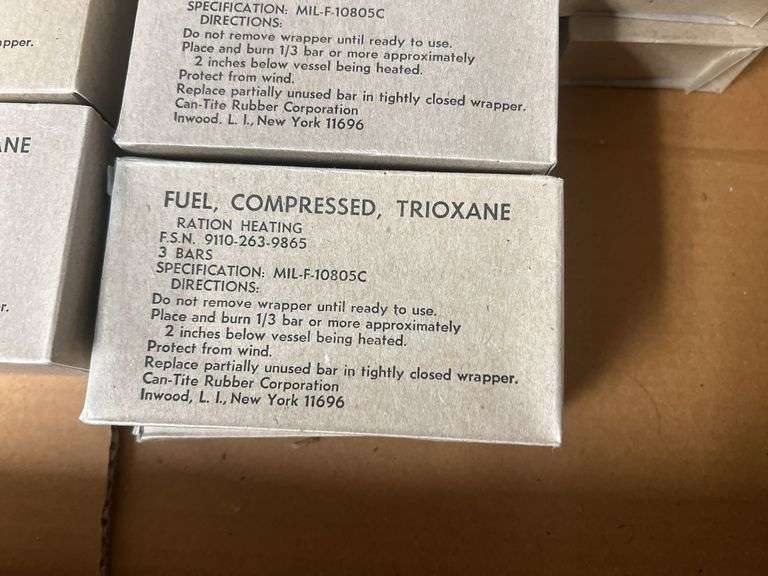 pper.
ANE
r.
SPECIFICATION: MIL-F-10805C
DIRECTIONS:
Do not remove wrapper until ready to use.
Place and burn 1/3 bar or more approximately
2 inches below vessel being heated.
Protect from wind.
Replace partially unused bar in tightly closed wrapper.
Can-Tite Rubber Corporation
Inwood, L. I., New York 11696
FUEL, COMPRESSED, TRIOXANE
RATION HEATING
F.S.N. 9110-263-9865
3 BARS
SPECIFICATION: MIL-F-10805C
DIRECTIONS:
Do not remove wrapper until ready to use.
Place and burn 1/3 bar or more approximately
2 inches below vessel being heated.
Protect from wind.
Replace partially unused bar in tightly closed wrapper.
Can-Tite Rubber Corporation
Inwood, L. I., New York 11696